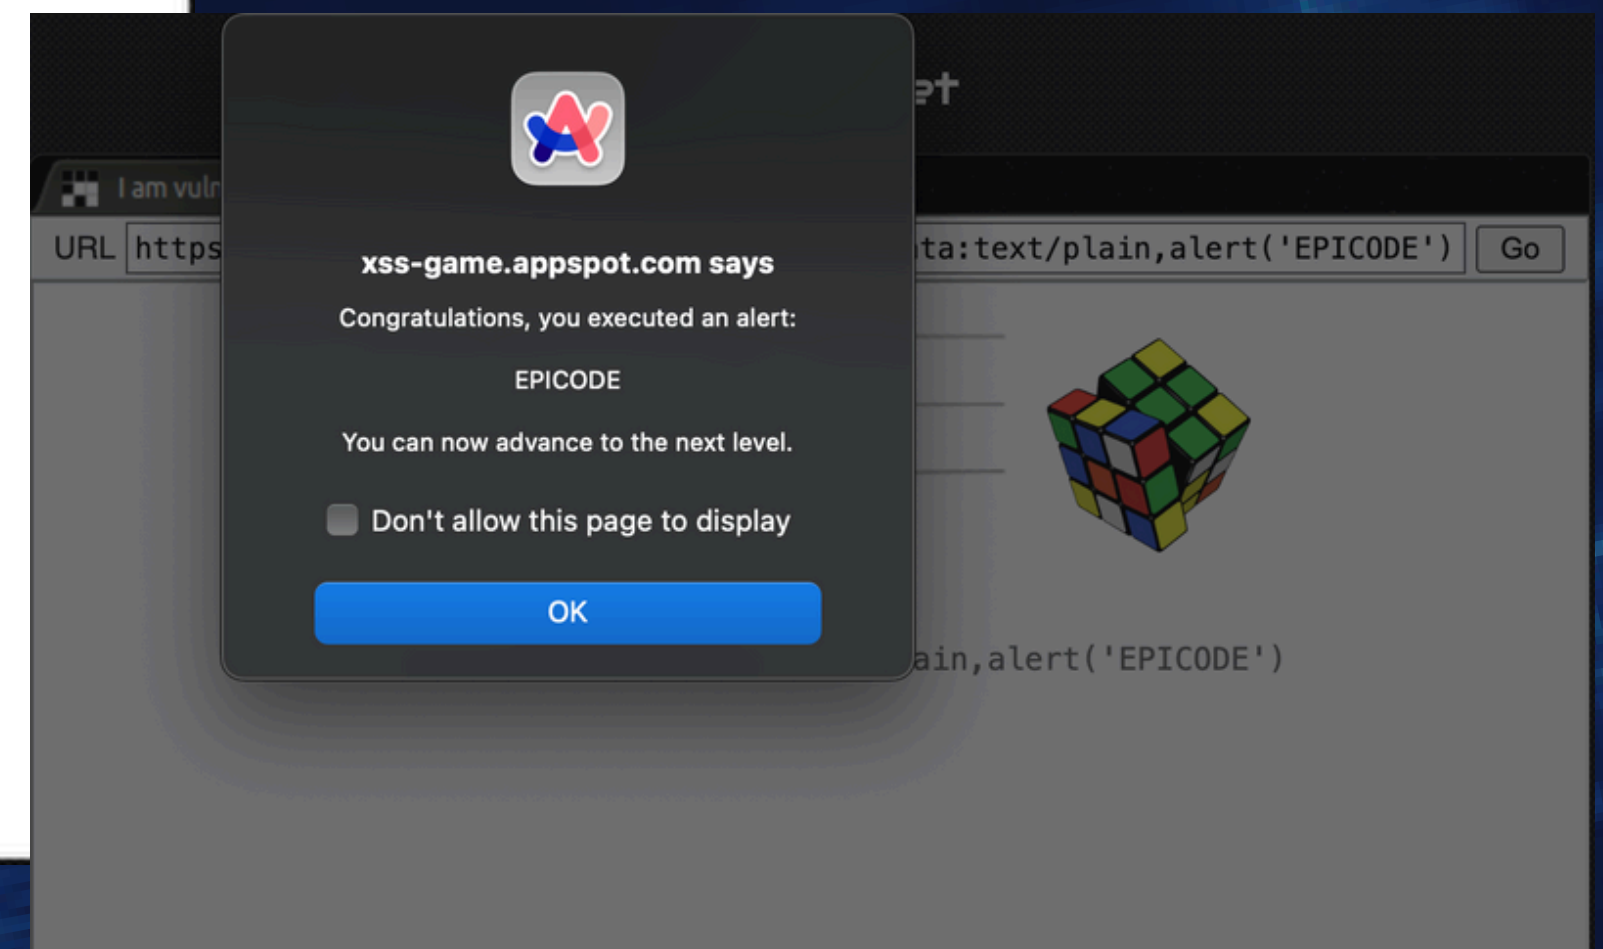 et
I am vuln
URL https ta:text/plain,alert('EPICODE') Go
xss-game.appspot.com says
Congratulations, you executed an alert:
EPICODE
You can now advance to the next level.
Don't allow this page to display
OK
ain,alert('EPICODE')